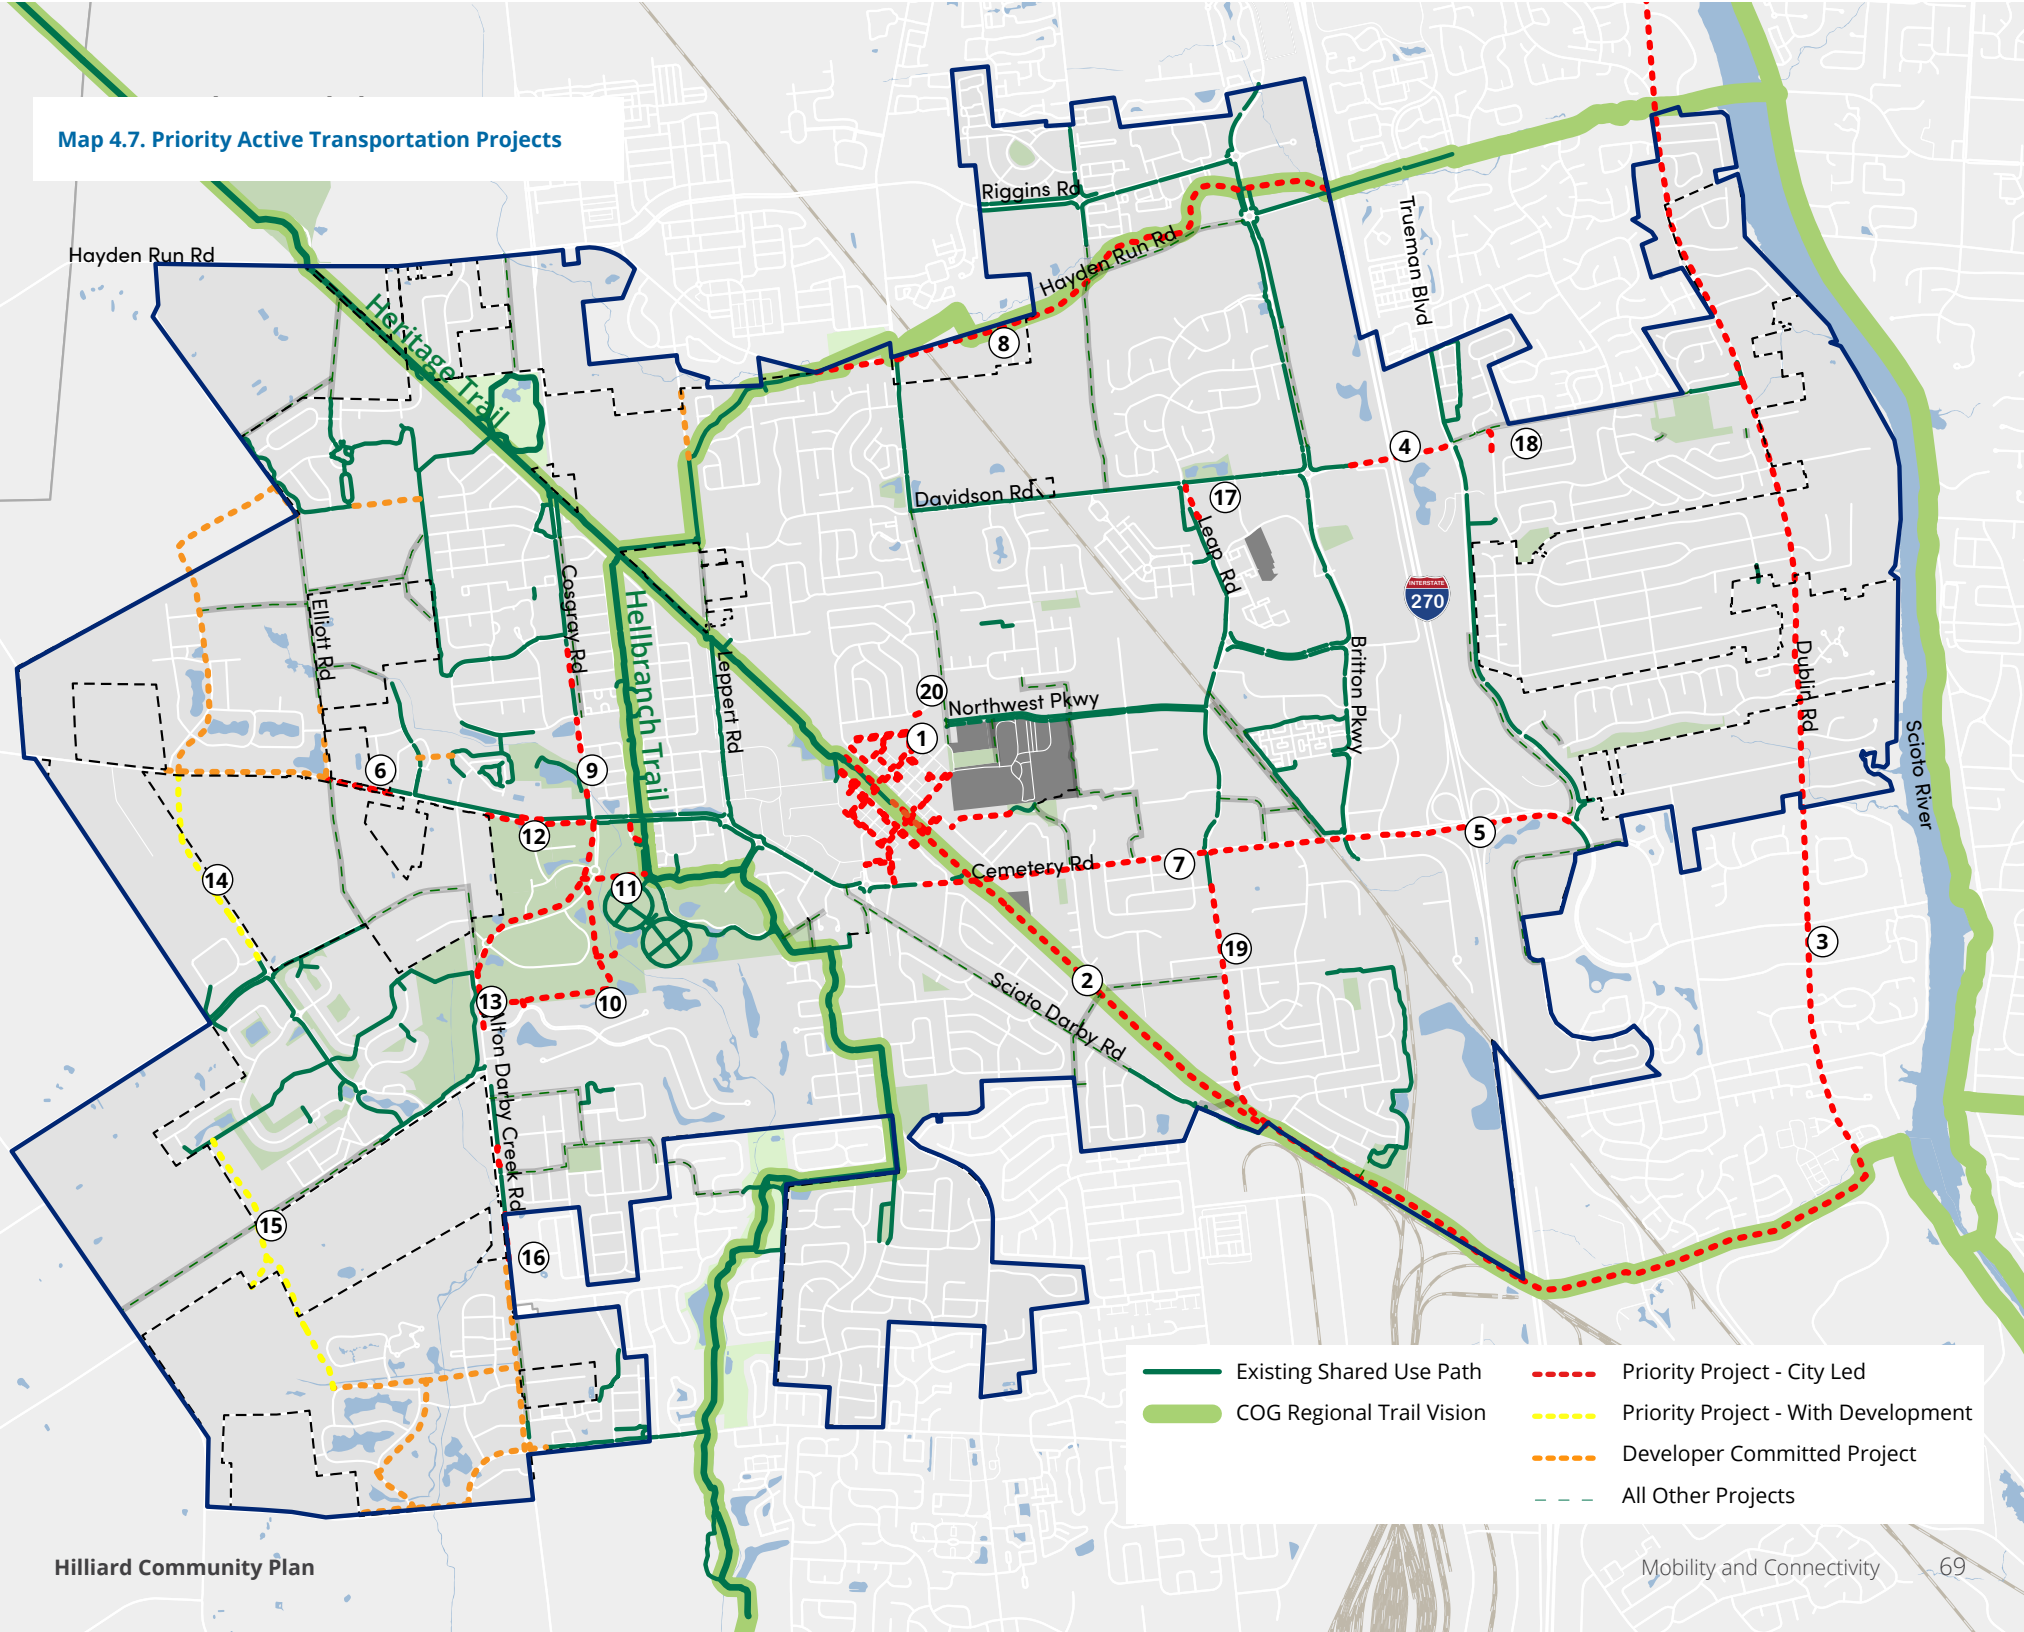 Map 4.7. Priority Active Transportation Projects
Hayden Run Rd
Riggins Rd
Hayden Run Rd
Trueman Blvd
Heritage Trail
8
4
18
Davidson Rd
17
Leap Rd
INTERSTATE
270
Cosgray Rd
Elliott Rd
Hellbranch Trail
Leppert Rd
Britton Pkwy
Dublin Rd
20
Northwest Pkwy
1
Scioto River
6
9
12
5
7
Cemetery Rd
14
11
19
3
2
Scioto Darby Rd
13
10
Alton Darby Creek Rd
15
16
Existing Shared Use Path
COG Regional Trail Vision
Priority Project - City Led
Priority Project - With Development
Developer Committed Project
All Other Projects
Hilliard Community Plan
Mobility and Connectivity 69